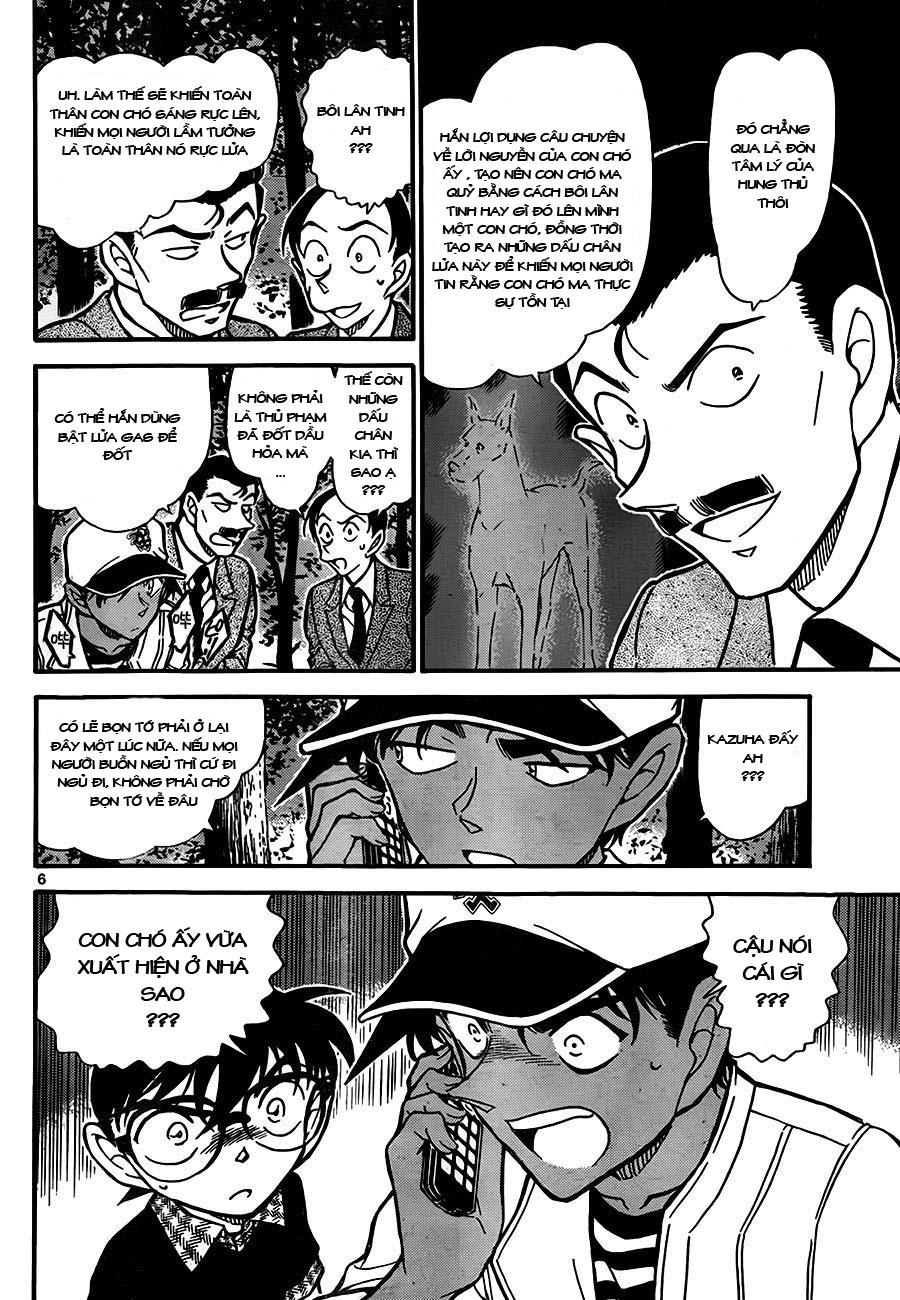 ĐÓ CHẲNG
QUA LÀ ĐÒN
TÂM LÝ CỦA
HUNG THỦ
THÔI
HẮN LỢI DỤNG CÂU CHUYỆN
VỀ LỜI NGUYỀN CỦA CON CHÓ
ẤY , TẠO NÊN CON CHÓ MA
QUỶ BẰNG CÁCH BÔI LÂN
TINH HAY GÌ ĐÓ LÊN MÌNH
MỘT CON CHÓ, ĐỒNG THỜI
TẠO RA NHỮNG DẤU CHÂN
LỬA NÀY ĐỂ KHIẾN MỌI NGƯỜI
TIN RẰNG CON CHÓ MA THỰC
SỰ TỒN TẠI
BÔI LÂN TINH
AH
???
UH. LÀM THẾ SẼ KHIẾN TOÀN
THÂN CON CHÓ SÁNG RỰC LÊN,
KHIẾN MỌI NGƯỜI LẦM TƯỞNG
LÀ TOÀN THÂN NÓ RỰC LỬA
THẾ CÒN
NHỮNG
DẤU
CHÂN
KIA THÌ
SAO Ạ
???
KHÔNG PHẢI
LÀ THỦ PHẠM
ĐÃ ĐỐT DẦU
HỎA MÀ
...
CÓ THỂ HẮN DÙNG
BẬT LỬA GAS ĐỂ
ĐỐT
KAZUHA ĐẤY
AH
???
CÓ LẼ BỌN TỚ PHẢI Ở LẠI
ĐÂY MỘT LÚC NỮA. NẾU MỌI
NGƯỜI BUỒN NGỦ THÌ CỨ ĐI
NGỦ ĐI, KHÔNG PHẢI CHỜ
BỌN TỚ VỀ ĐÂU
6
CẬU NÓI
CÁI GÌ
???
CON CHÓ ẤY VỪA
XUẤT HIỆN Ở NHÀ
SAO
???